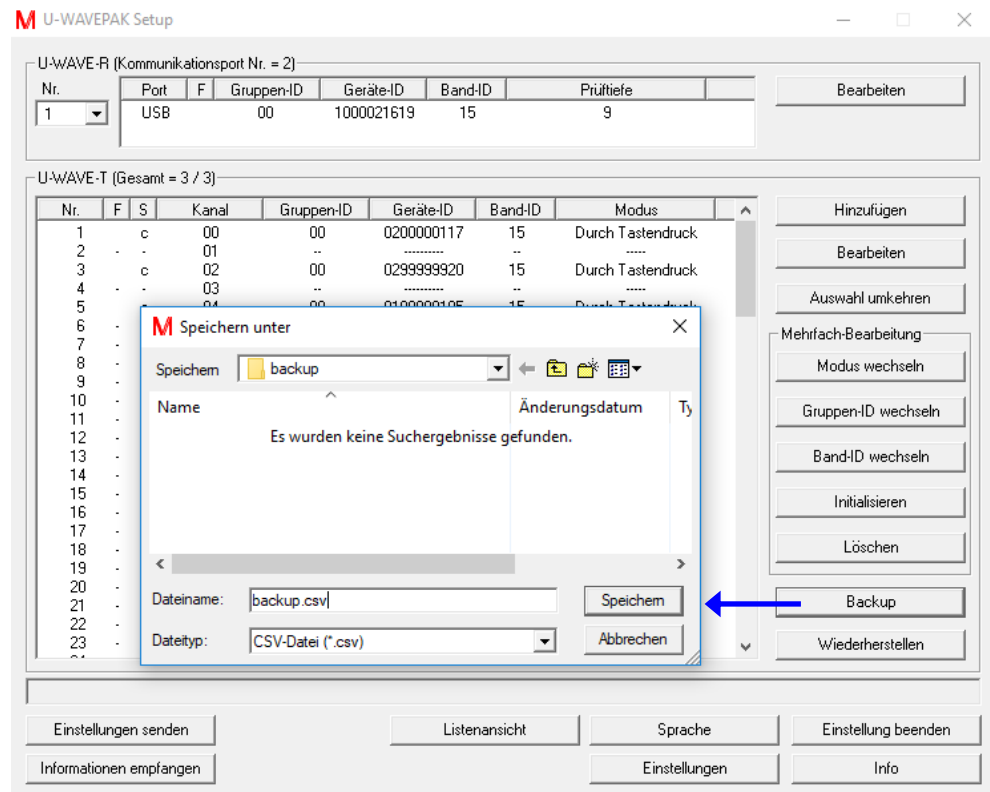 U-WAVEPAK Setup
U-WAVE-R (Kommunikationsport Nr. = 2)
Nr. Port F Gruppen-ID Geräte-ID Band-ID Prüftiefe Bearbeiten
1 USB 00 1000021619 15 9
U-WAVE-T (Gesamt = 3 / 3)
Nr. F S Kanal Gruppen-ID Geräte-ID Band-ID Modus Hinzufügen
1 c 00 00 0200000117 15 Durch Tastendruck
2 - - 01 -- ---------- -- -----
Bearbeiten
3 c 02 00 0299999920 15 Durch Tastendruck
4 - - 03 -- ---------- -- -----
Auswahl umkehren
5
6 -
7 -
8 -
9 -
10 -
11 -
12 -
13 -
14 -
15 -
16 -
17 -
18 -
19 -
20 -
21 -
22 -
23 -
Speichern unter
Speichern backup
Name Änderungsdatum Ty
Es wurden keine Suchergebnisse gefunden.
Dateiname: backup.csv Speichern
Dateityp: CSV-Datei (*.csv) Abbrechen
Mehrfach-Bearbeitung
Modus wechseln
Gruppen-ID wechseln
Band-ID wechseln
Initialisieren
Löschen
Backup
Wiederherstellen
Einstellungen senden Listenansicht Sprache Einstellung beenden
Informationen empfangen Einstellungen Info